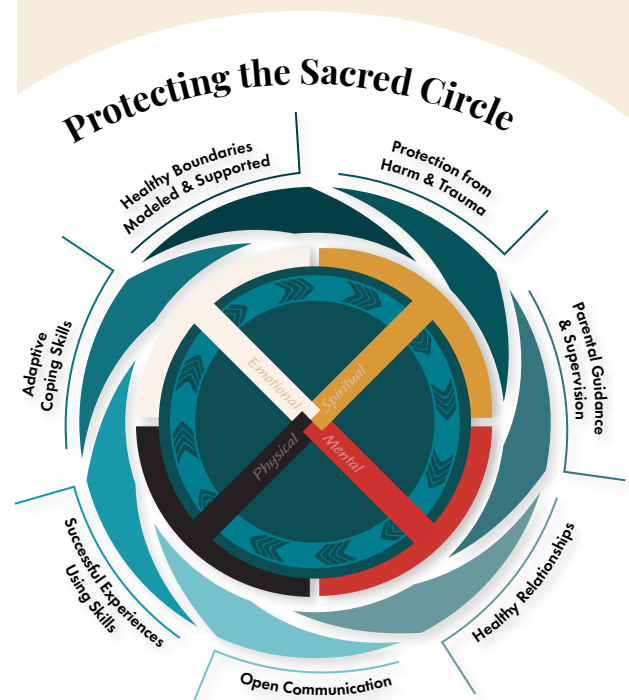 Protecting the Sacred Circle
Healthy Boundaries
Modeled & Supported
Protection from
Harm & Trauma
Parental Guidance
& Supervision
Healthy Relationships
Open Communication
Successful Experiences
Using Skills
Adaptive
Coping Skills
Emotional
Spiritual
Physical
Mental